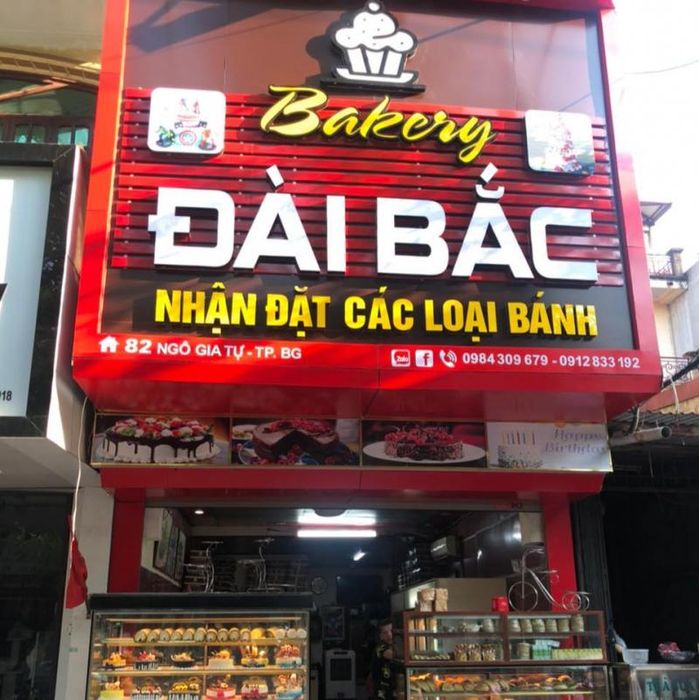 Bakery
ĐÀI BẮC
NHẬN ĐẶT CÁC LOẠI BÁNH
82 NGÔ GIA TỰ - TP. BG
Zalo
0984 309 679 - 0912 833 192
Happy
Birthday
918